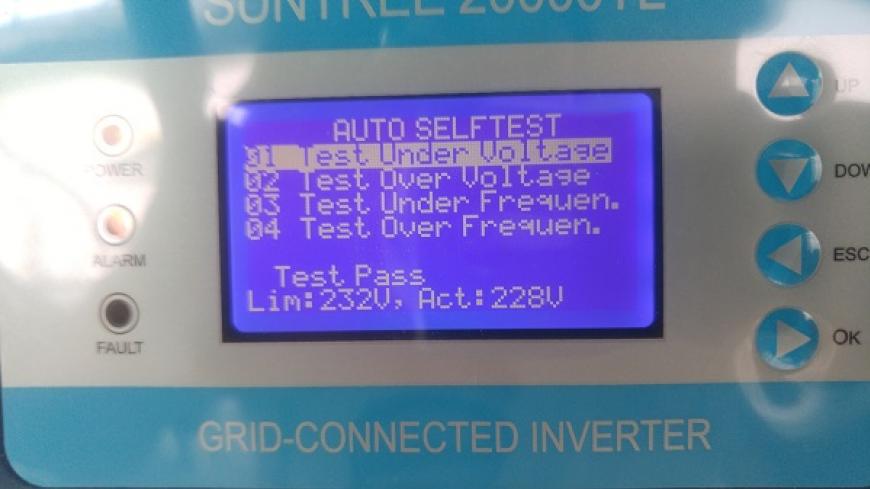 AUTO SELFTEST
01 Test Under Voltage
02 Test Over Voltage
03 Test Under Frequen.
04 Test Over Frequen.
Test Pass
Lim:232V, Act:228V
POWER
ALARM
FAULT
UP
ESC
OK
GRID-CONNECTED INVERTER